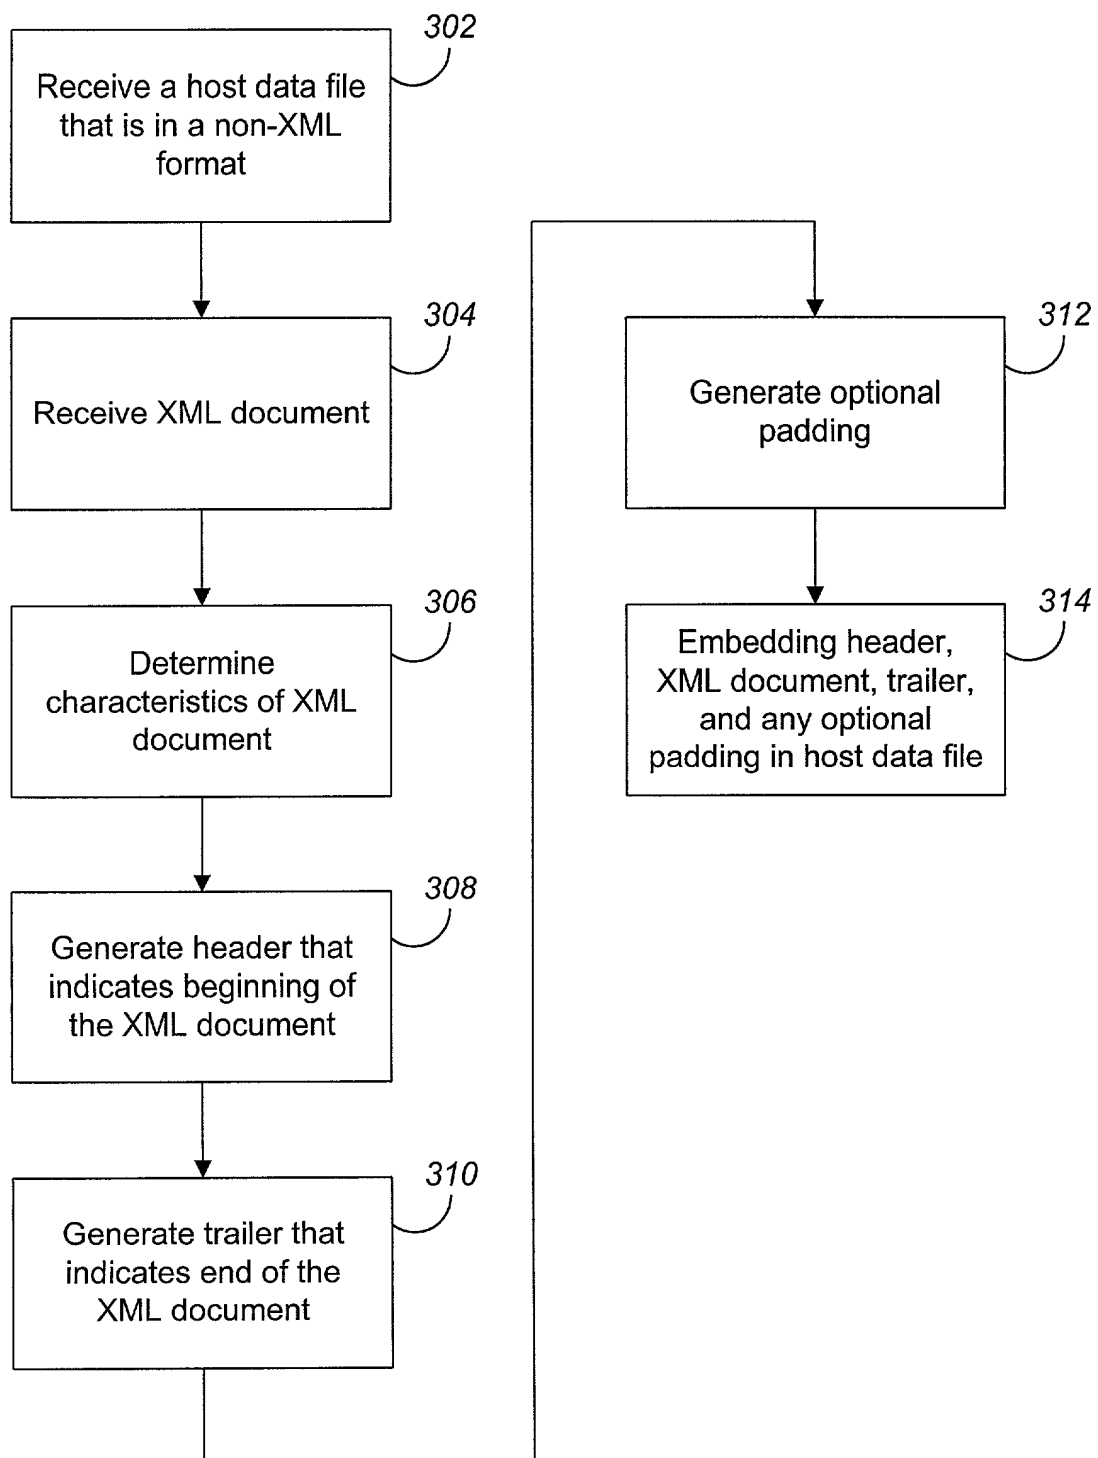 302
Receive a host data file
that is in a non-XML
format
304
Receive XML document
306
Determine
characteristics of XML
document
308
Generate header that
indicates beginning of
the XML document
310
Generate trailer that
indicates end of the
XML document
312
Generate optional
padding
314
Embedding header,
XML document, trailer,
and any optional
padding in host data file